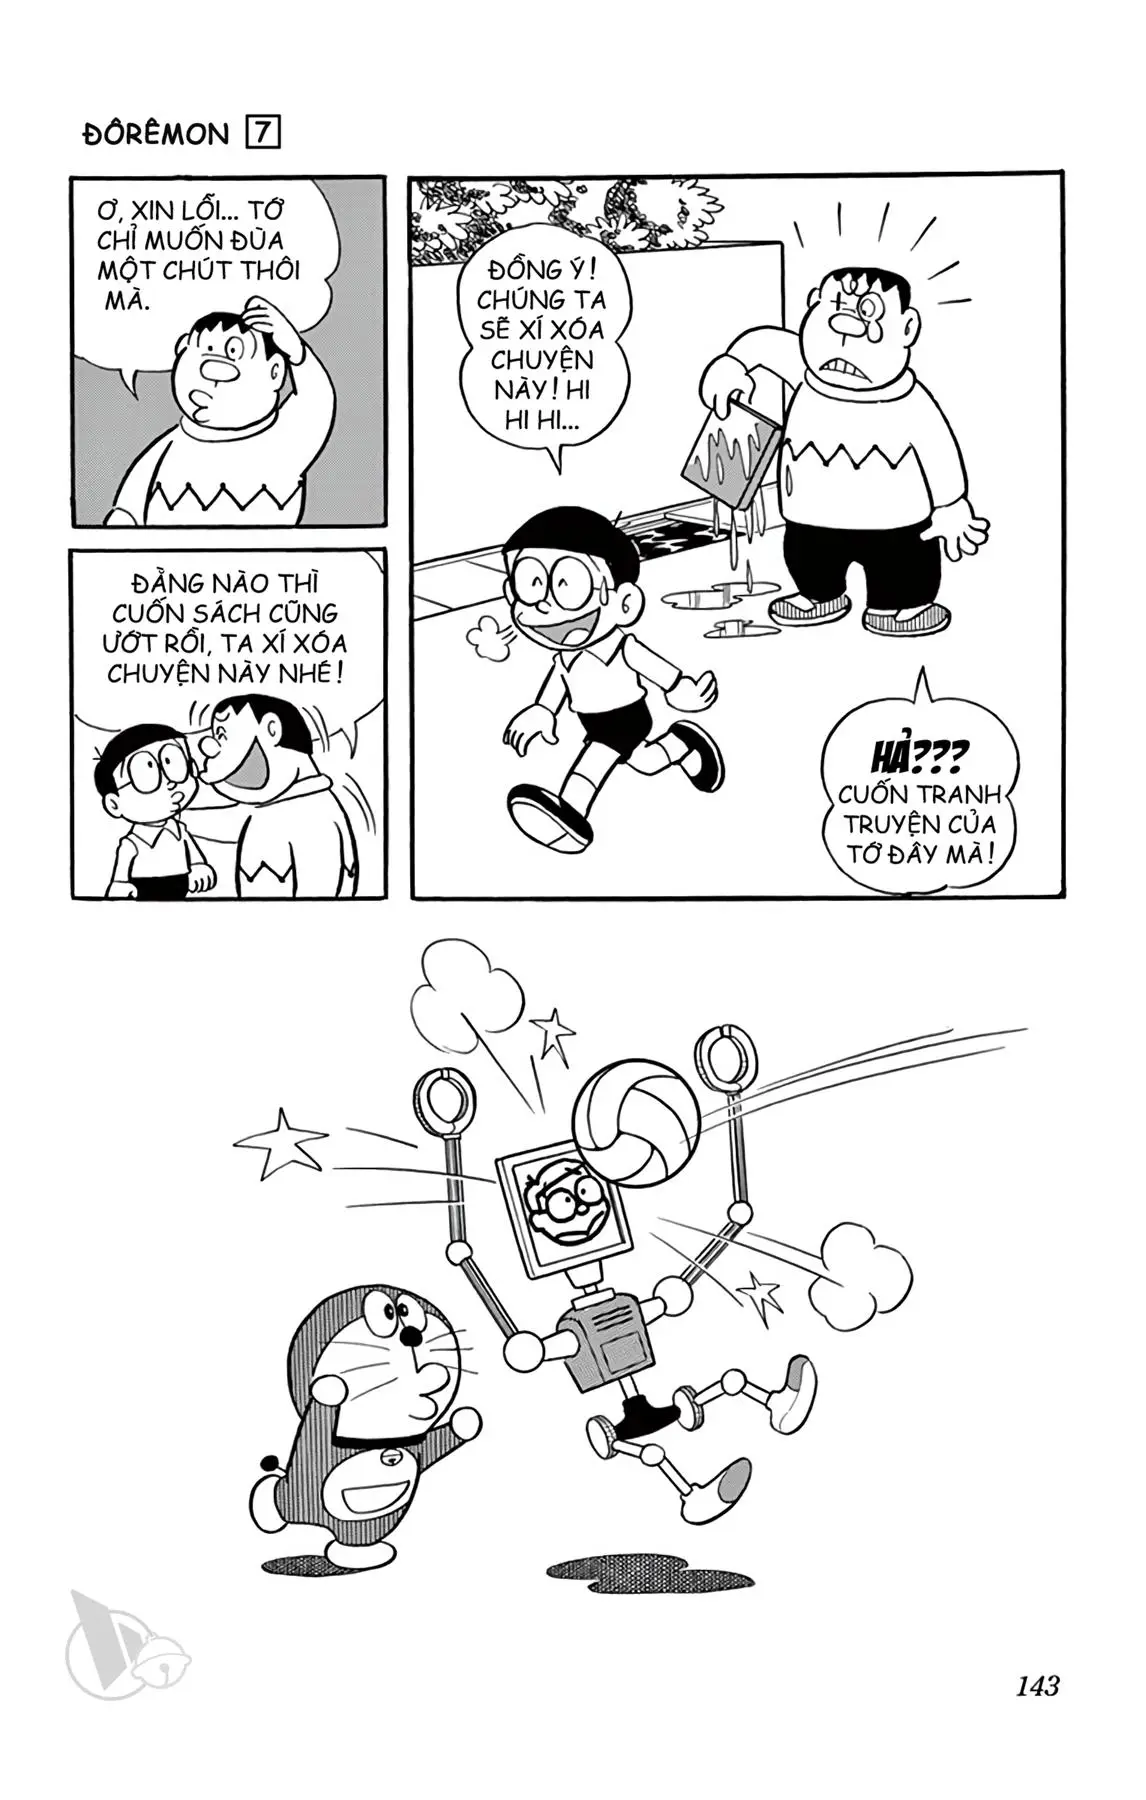 ĐÔRÊMON 7
Ơ, XIN LỖI... TỚ
CHỈ MUỐN ĐÙA
MỘT CHÚT THÔI
MÀ.
ĐẰNG NÀO THÌ
CUỐN SÁCH CŨNG
ƯỚT RỒI, TA XÍ XÓA
CHUYỆN NÀY NHÉ!
ĐỒNG Ý!
CHÚNG TA
SẼ XÍ XÓA
CHUYỆN
NÀY! HI
HI HI...
HẢ???
CUỐN TRANH
TRUYỆN CỦA
TỚ ĐÂY MÀ!
143